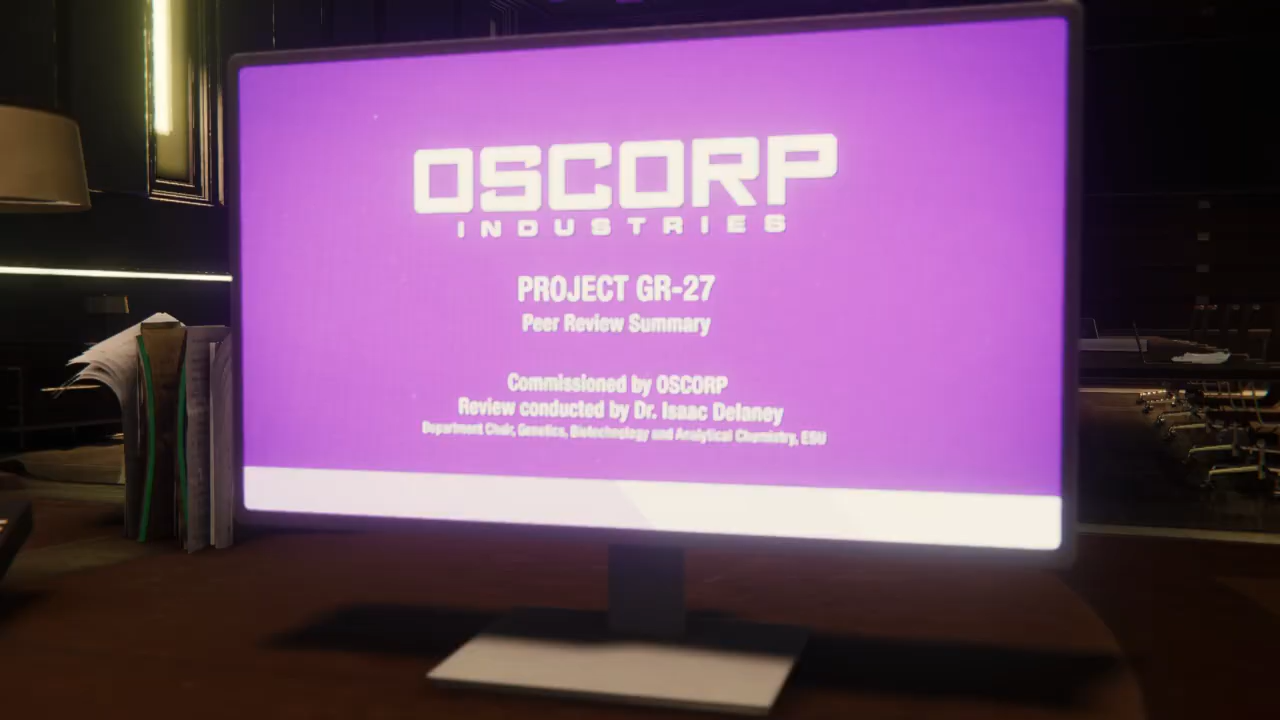 OSCORP
INDUSTRIES
PROJECT GR-27
Peer Review Summary
Commissioned by OSCORP
Review conducted by Dr. Isaac Delaney
Department Chair, Genetics, Biotechnology and Analytical Chemistry, ESU